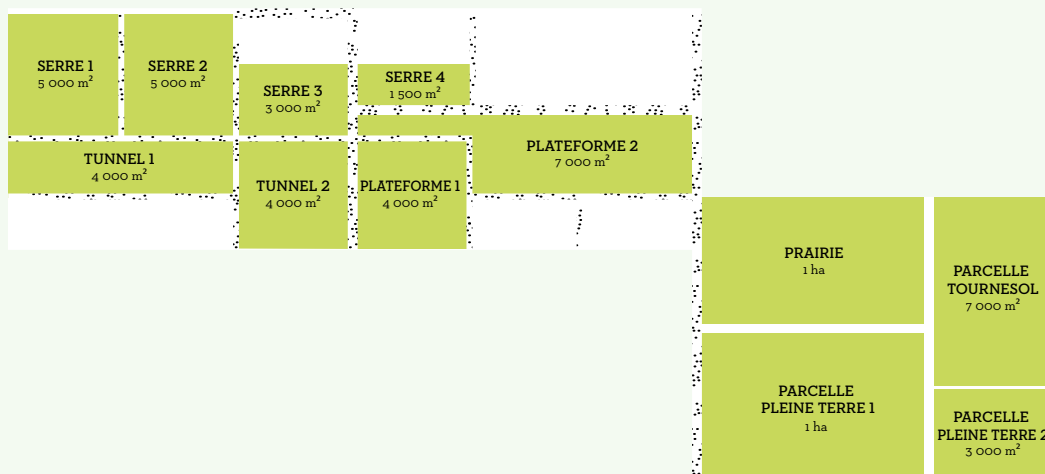 SERRE 1
5 000 m²
SERRE 2
5 000 m²
SERRE 3
3 000 m²
SERRE 4
1 500 m²
TUNNEL 1
4 000 m²
TUNNEL 2
4 000 m²
PLATEFORME 1
4 000 m²
PLATEFORME 2
7 000 m²
PRAIRIE
1 ha
PARCELLE
TOURNESOL
7 000 m²
PARCELLE
PLEINE TERRE 1
1 ha
PARCELLE
PLEINE TERRE 2
3 000 m²